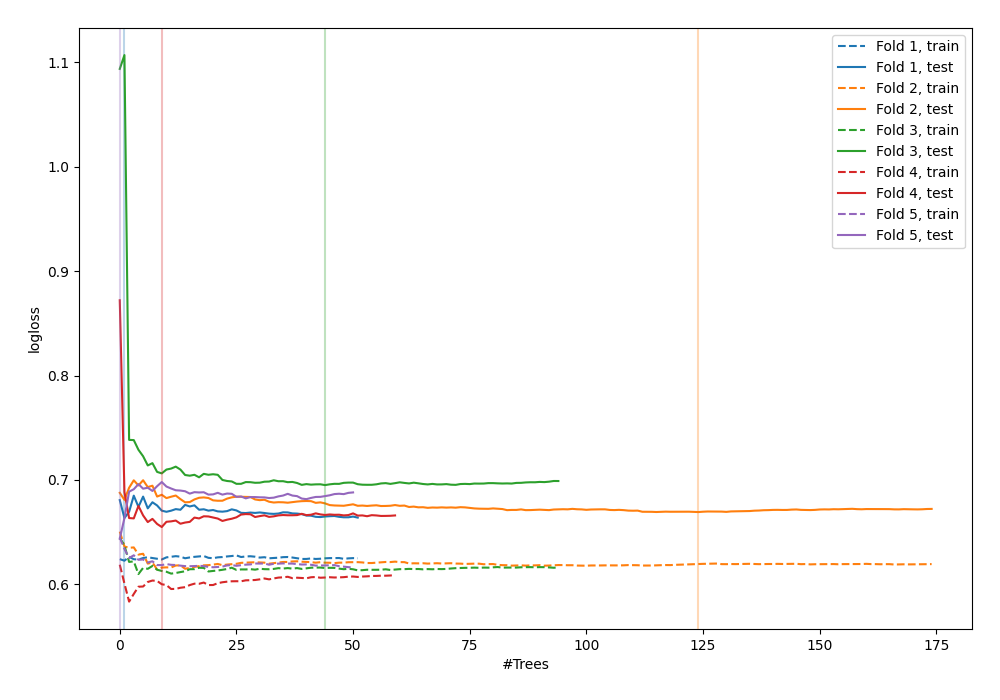 1.1
1.0
0.9
0.8
0.7
0.6
logloss
0
25
50
75
100
125
150
175
#Trees
Fold 1, train
Fold 1, test
Fold 2, train
Fold 2, test
Fold 3, train
Fold 3, test
Fold 4, train
Fold 4, test
Fold 5, train
Fold 5, test